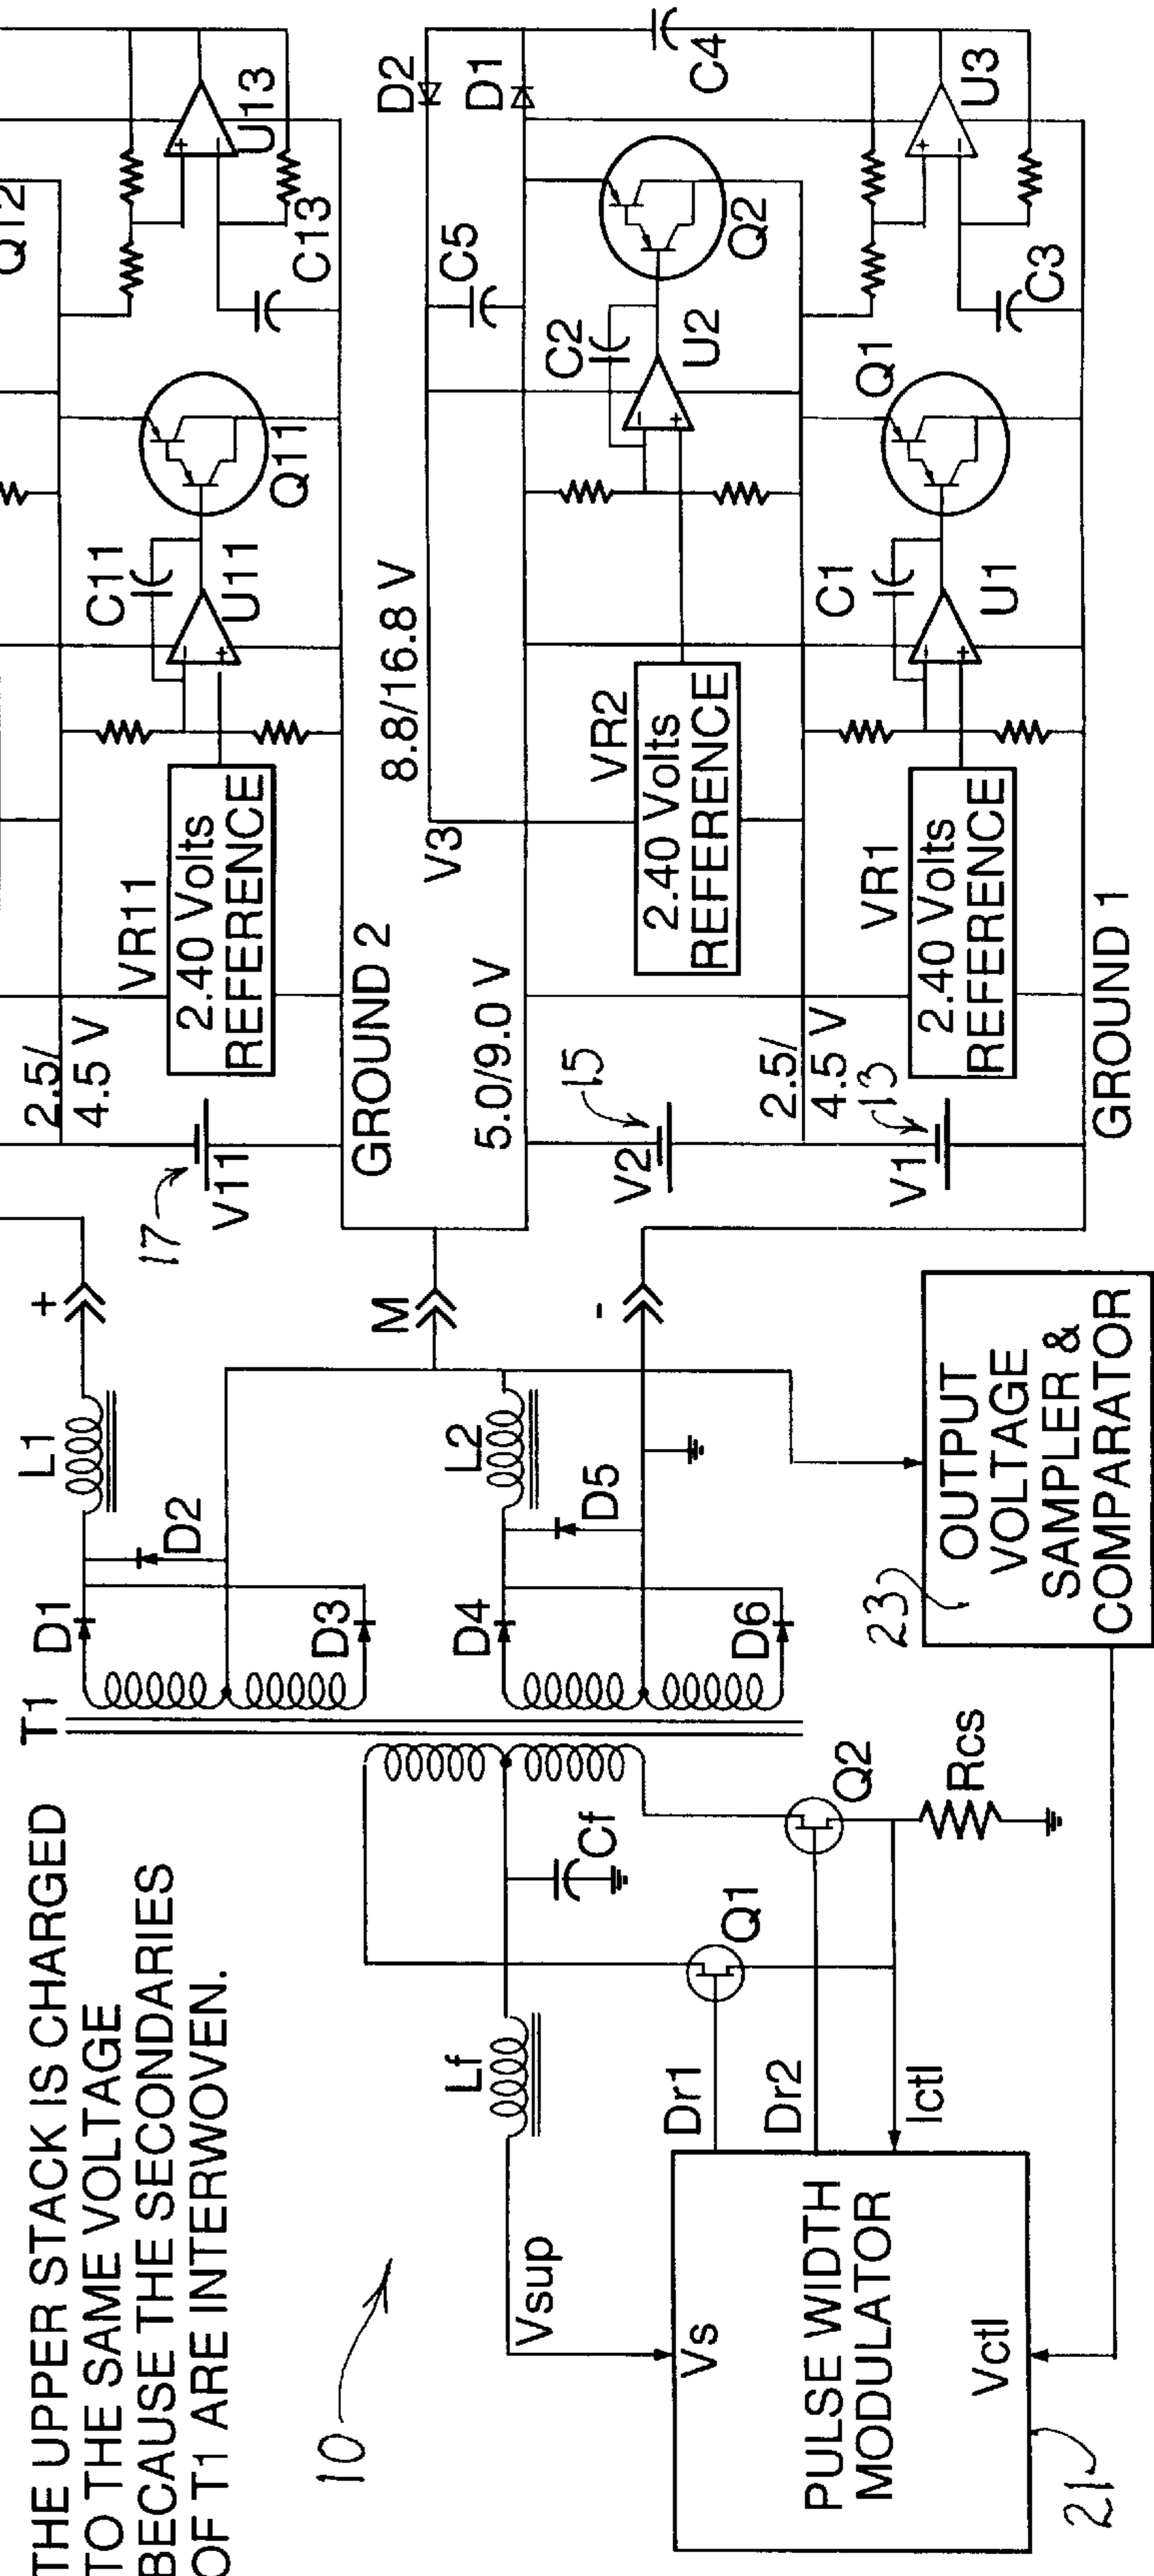 THE UPPER STACK IS CHARGED
TO THE SAME VOLTAGE
BECAUSE THE SECONDARIES
OF T1 ARE INTERWOVEN.
10
Vsup
Lf
Cf
Vs
PULSE WIDTH
MODULATOR
Vctl
21
Dr1
Dr2
Ictl
Q1
Q2
Rcs
T1
D1
D2
D3
L1
D4
D5
D6
L2
+
M
-
23
OUTPUT
VOLTAGE
SAMPLER &
COMPARATOR
17
V11
2.5/
4.5 V
VR11
2.40 Volts
REFERENCE
GROUND 2
C11
U11
Q11
+
-
C13
U13
+
-
5.0/9.0 V
V3
8.8/16.8 V
15
V2
2.5/
4.5 V
13
V1
VR2
2.40 Volts
REFERENCE
VR1
2.40 Volts
REFERENCE
GROUND 1
C5
D2
D1
C4
C2
U2
-
+
Q2
C1
U1
-
+
Q1
C3
U3
+
-